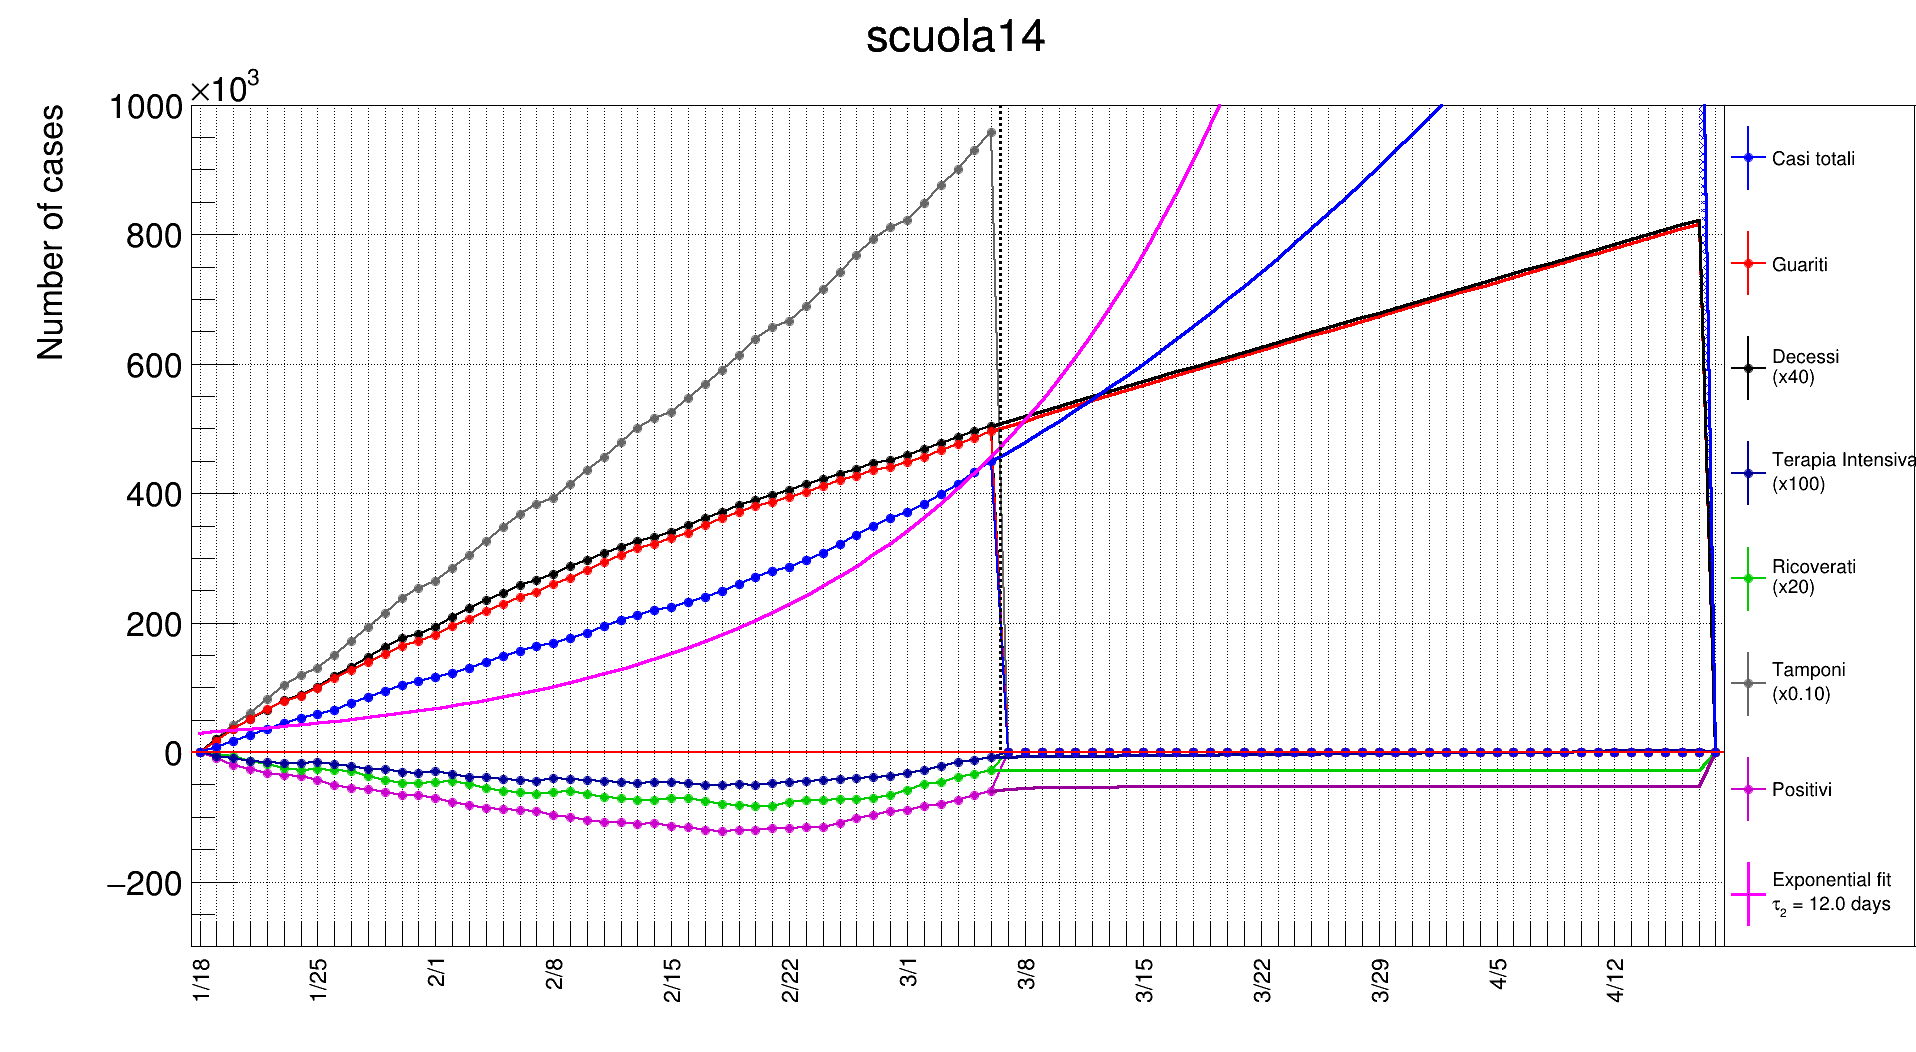 scuola14
×10³
Number of cases
1000
800
600
400
200
0
−200
1/18
1/25
2/1
2/8
2/15
2/22
3/1
3/8
3/15
3/22
3/29
4/5
4/12
Casi totali
Guariti
Decessi
(x40)
Terapia Intensiva
(x100)
Ricoverati
(x20)
Tamponi
(x0.10)
Positivi
Exponential fit
τ₂ = 12.0 days